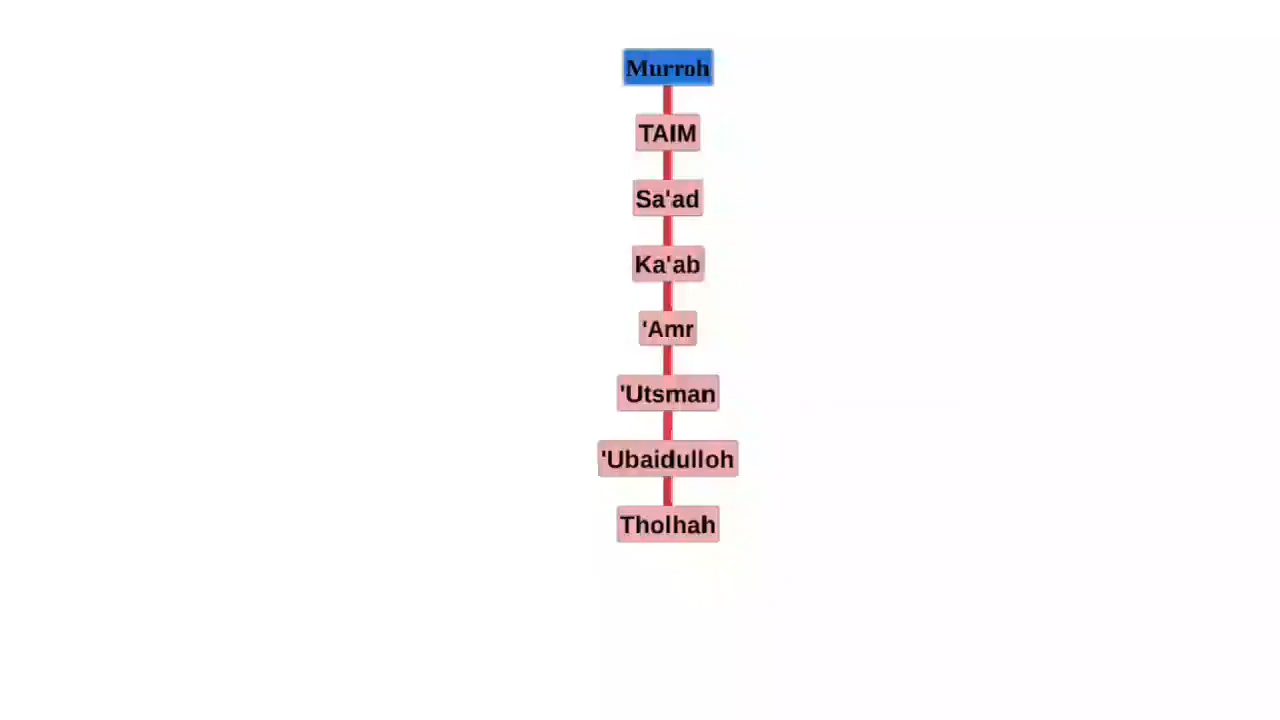 Murroh
TAIM
Sa'ad
Ka'ab
'Amr
'Utsman
'Ubaidulloh
Tholhah